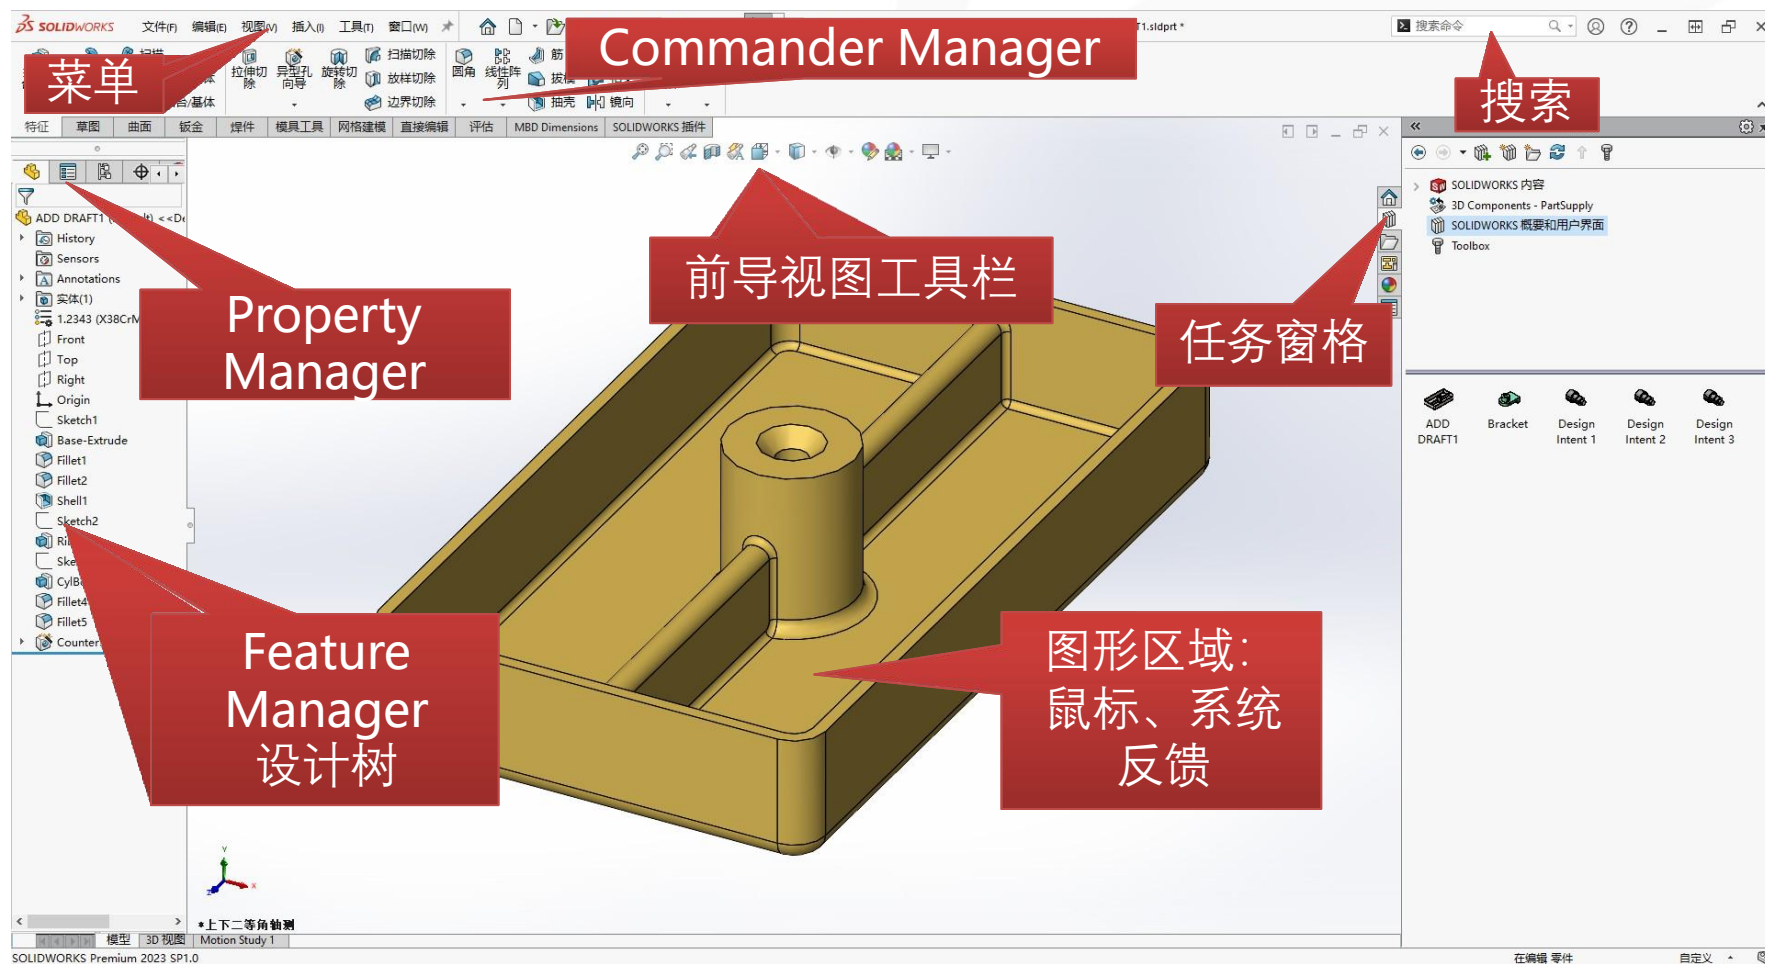 SOLIDWORKS 文件(F) 编辑(E) 视图(V) 插入(I) 工具(T) 窗口(W)
T1.sldprt *
搜索命令
Commander Manager
菜单
搜索
扫描
拉伸切除
异型孔向导
旋转切除
扫描切除
放样切除
边界切除
圆角
线性阵列
筋
拔模
抽壳
镜向
/基体
特征 草图 曲面 钣金 焊件 模具工具 网格建模 直接编辑 评估 MBD Dimensions SOLIDWORKS 插件
ADD DRAFT1 <<De
History
Sensors
Annotations
实体(1)
1.2343 (X38CrM
Front
Top
Right
Origin
Sketch1
Base-Extrude
Fillet1
Fillet2
Shell1
Sketch2
Ri
Ske
CylB
Fillet4
Fillet5
Counter
Property
Manager
前导视图工具栏
任务窗格
Feature
Manager
设计树
图形区域：
鼠标、系统
反馈
SOLIDWORKS 内容
3D Components - PartSupply
SOLIDWORKS 概要和用户界面
Toolbox
ADD
DRAFT1
Bracket
Design
Intent 1
Design
Intent 2
Design
Intent 3
Y
X
Z
*上下二等角轴测
模型 3D 视图 Motion Study 1
SOLIDWORKS Premium 2023 SP1.0
在编辑 零件
自定义